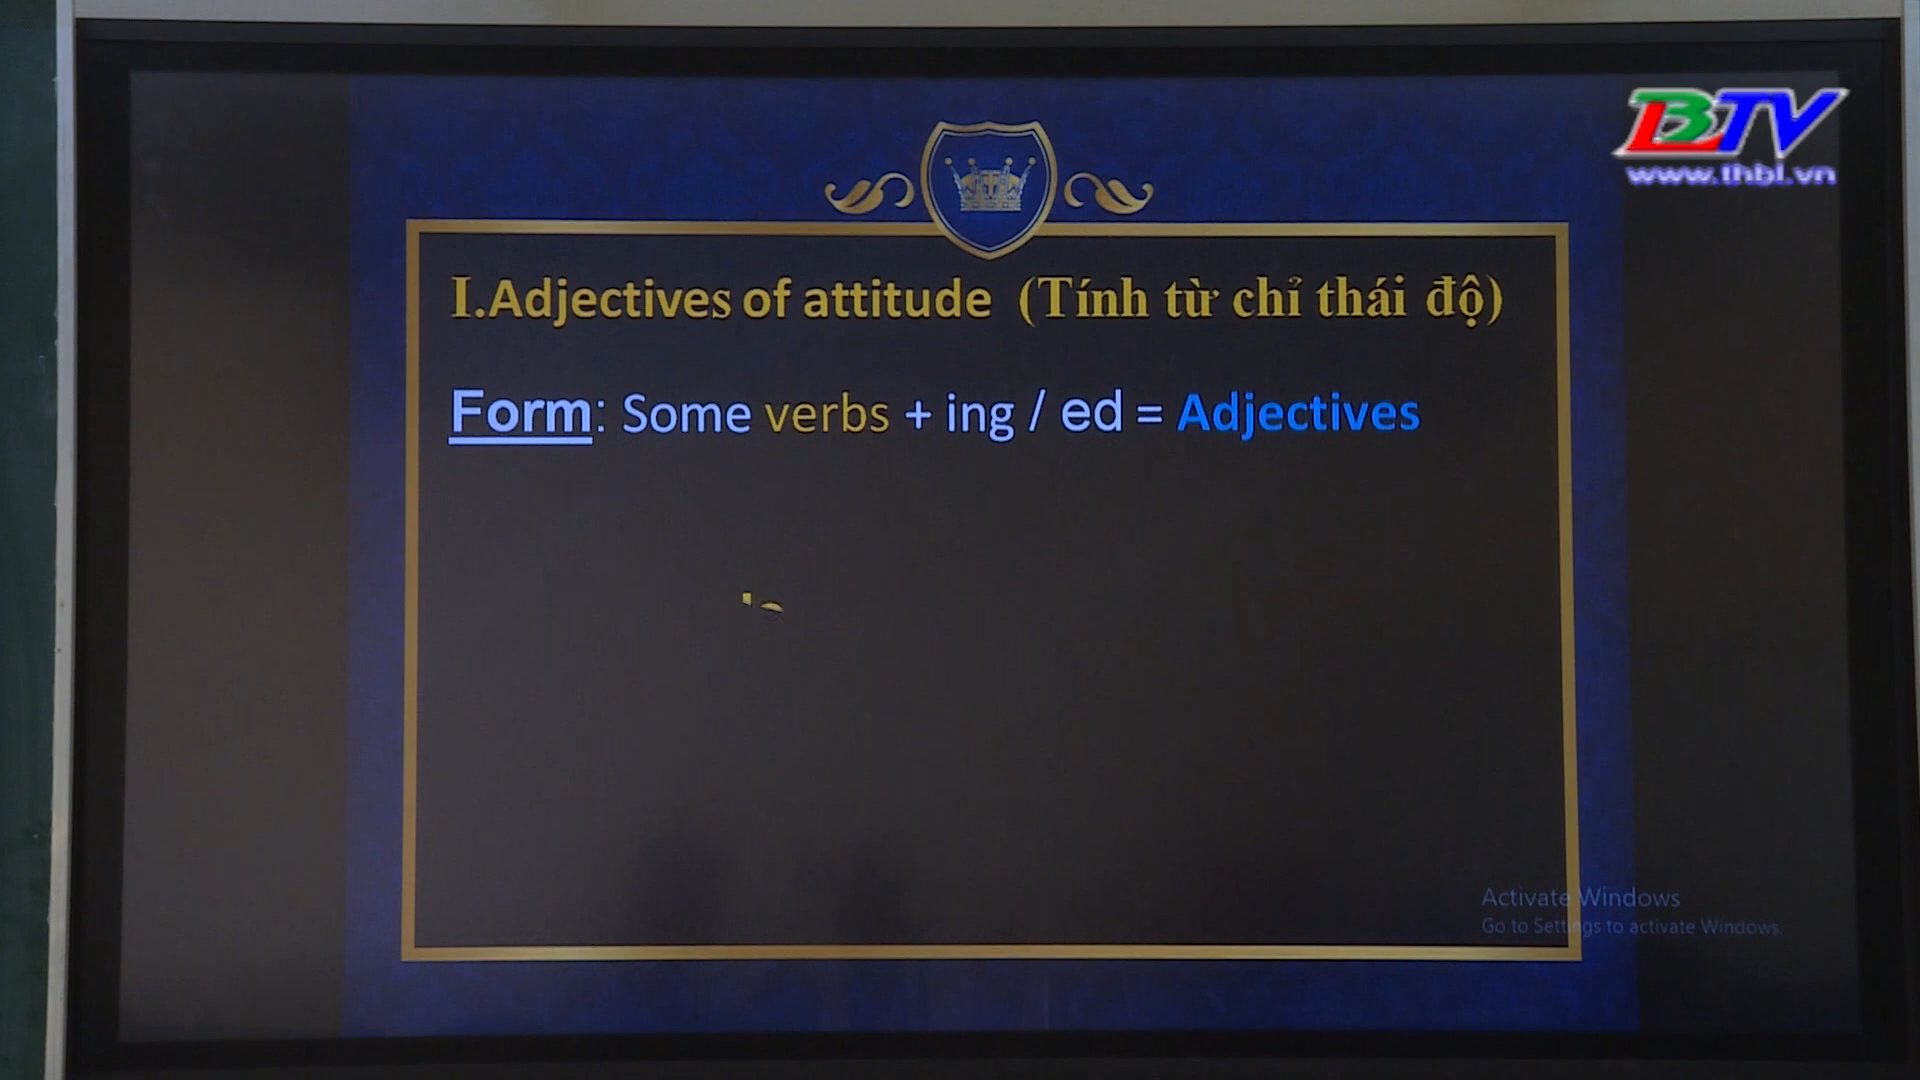 BTV
www.thbl.vn
I.Adjectives of attitude (Tính từ chỉ thái độ)
Form: Some verbs + ing / ed = Adjectives
Activate Windows
Go to Settings to activate Windows.